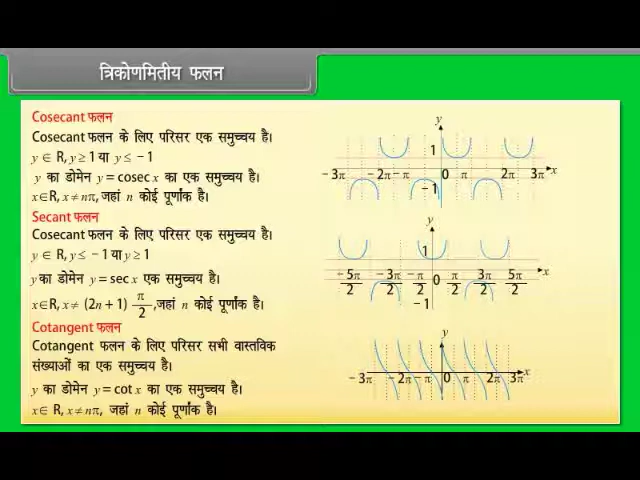 त्रिकोणमितीय फलन
Cosecant फलन
Cosecant फलन के लिए परिसर एक समुच्चय है।
y ∈ R, y ≥ 1 या y ≤ −1
y का डोमेन y = cosec x का एक समुच्चय है।
x∈R, x ≠ nπ, जहां n कोई पूर्णांक है।
Secant फलन
Cosecant फलन के लिए परिसर एक समुच्चय है।
y ∈ R, y ≤ −1 या y ≥ 1
y का डोमेन y = sec x एक समुच्चय है।
x∈R, x ≠ (2n + 1) π/2, जहां n कोई पूर्णांक है।
Cotangent फलन
Cotangent फलन के लिए परिसर सभी वास्तविक
संख्याओं का एक समुच्चय है।
y का डोमेन y = cot x का एक समुच्चय है।
x ∈ R, x ≠ nπ, जहां n कोई पूर्णांक है।
y
1
−3π −2π −π 0 π 2π 3π x
−1
y
1
−5π/2 −3π/2 −π/2 0 π/2 3π/2 5π/2 x
−1
y
−3π −2π −π 0 π 2π 3π x